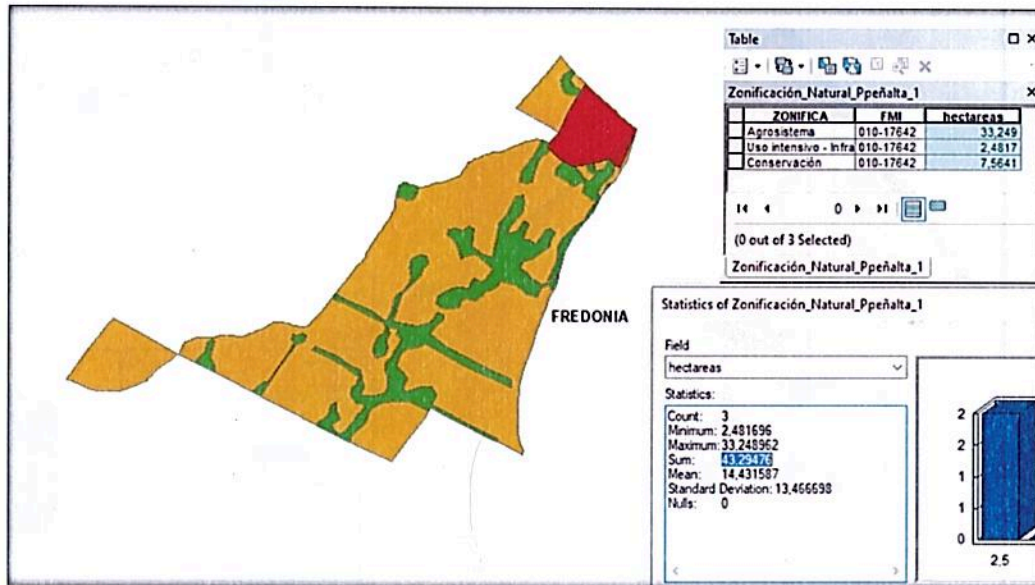 FREDONIA
Table
Zonificación_Natural_Ppeñalta_1
ZONIFICA FMI hectareas
Agrosistema 010-17642 33,249
Uso intensivo - Infra 010-17642 2,4817
Conservación 010-17642 7,5641
0
(0 out of 3 Selected)
Zonificación_Natural_Ppeñalta_1
Statistics of Zonificación_Natural_Ppeñalta_1
Field
hectareas
Statistics:
Count: 3
Minimum: 2,481696
Maximum: 33,248962
Sum: 43,29476
Mean: 14,431587
Standard Deviation: 13,466698
Nulls: 0
2
2
1
1
0
2,5